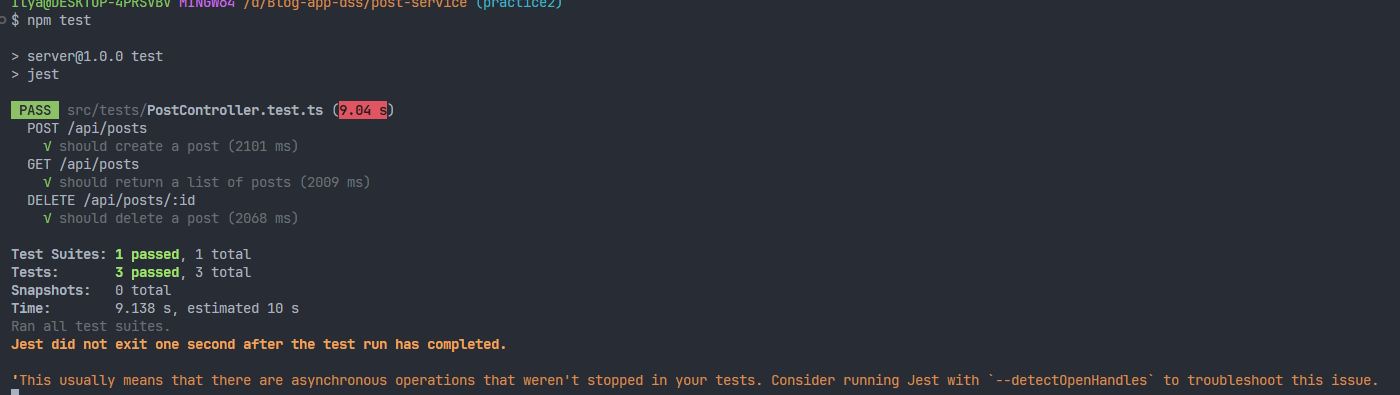 Ilya@DESKTOP-4PRSVBV MINGW64 /d/Blog-app-dss/post-service (practice2)
$ npm test
> server@1.0.0 test
> jest
PASS src/tests/PostController.test.ts (9.04 s)
POST /api/posts
√ should create a post (2101 ms)
GET /api/posts
√ should return a list of posts (2009 ms)
DELETE /api/posts/:id
√ should delete a post (2068 ms)
Test Suites: 1 passed, 1 total
Tests: 3 passed, 3 total
Snapshots: 0 total
Time: 9.138 s, estimated 10 s
Ran all test suites.
Jest did not exit one second after the test run has completed.
'This usually means that there are asynchronous operations that weren't stopped in your tests. Consider running Jest with `--detectOpenHandles` to troubleshoot this issue.